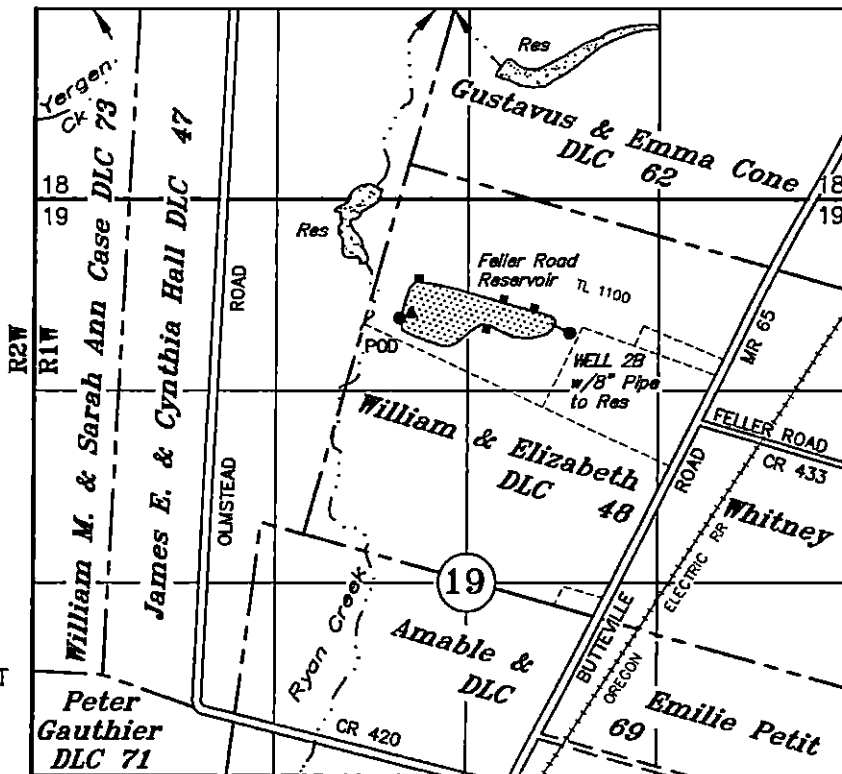 Res
Yergen
Ck
Gustavus & Emma Cone
DLC 62
William M. & Sarah Ann Case DLC 73
James E. & Cynthia Hall DLC 47
18
19
18
19
Res
Feller Road
Reservoir
TL 1100
ROAD
R2W
R1W
POD
WELL 2B
w/8" Pipe
to Res
MR 65
William & Elizabeth
DLC 48
Whitney
FELLER ROAD
CR 433
OLMSTEAD
ROAD
ELECTRIC RR
19
Ryan Creek
Amable &
DLC
BUTTEVILLE
OREGON
T
Peter
Gauthier
DLC 71
CR 420
Emilie Petit
69